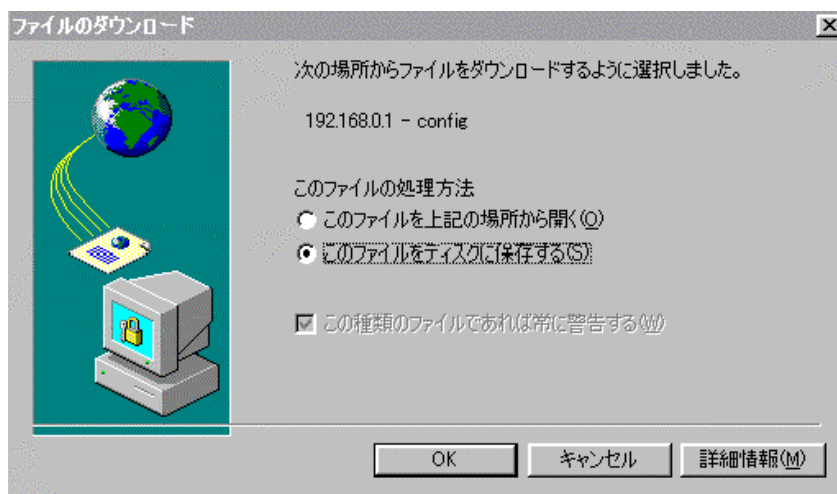 ファイルのダウンロード
次の場所からファイルをダウンロードするように選択しました。
192.168.0.1 - config
このファイルの処理方法
このファイルを上記の場所から開く(O)
このファイルをディスクに保存する(S)
この種類のファイルであれば常に警告する(W)
OK
キャンセル
詳細情報(M)